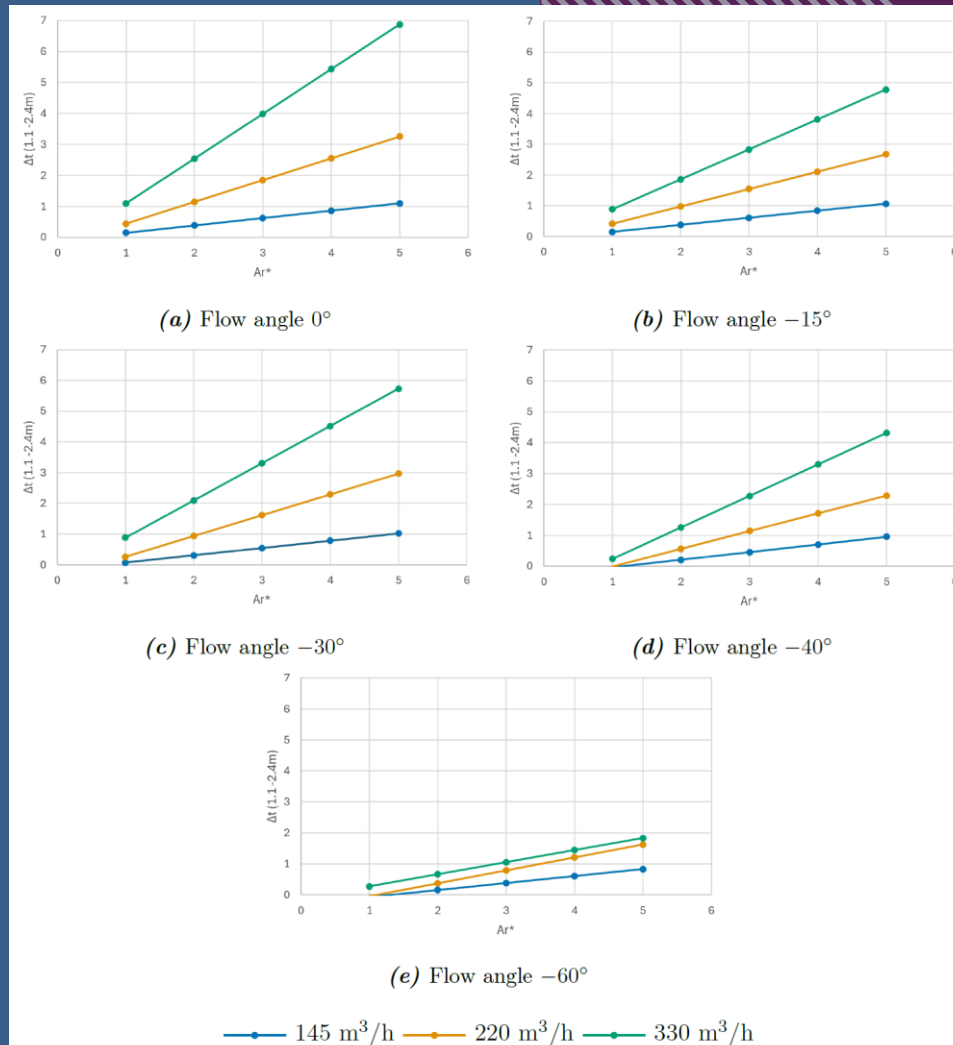 7
6
5
4
3
2
1
0
Δt (1.1 -2.4m)
0 1 2 3 4 5 6
Ar*
(a) Flow angle 0°
7
6
5
4
3
2
1
0
Δt (1.1 -2.4m)
0 1 2 3 4 5 6
Ar*
(b) Flow angle −15°
7
6
5
4
3
2
1
0
Δt (1.1 -2.4m)
0 1 2 3 4 5 6
Ar*
(c) Flow angle −30°
7
6
5
4
3
2
1
0
Δt (1.1 -2.4m)
0 1 2 3 4 5
Ar*
(d) Flow angle −40°
7
6
5
4
3
2
1
0
Δt (1.1 -2.4m)
0 1 2 3 4 5 6
Ar*
(e) Flow angle −60°
145 m³/h 220 m³/h 330 m³/h